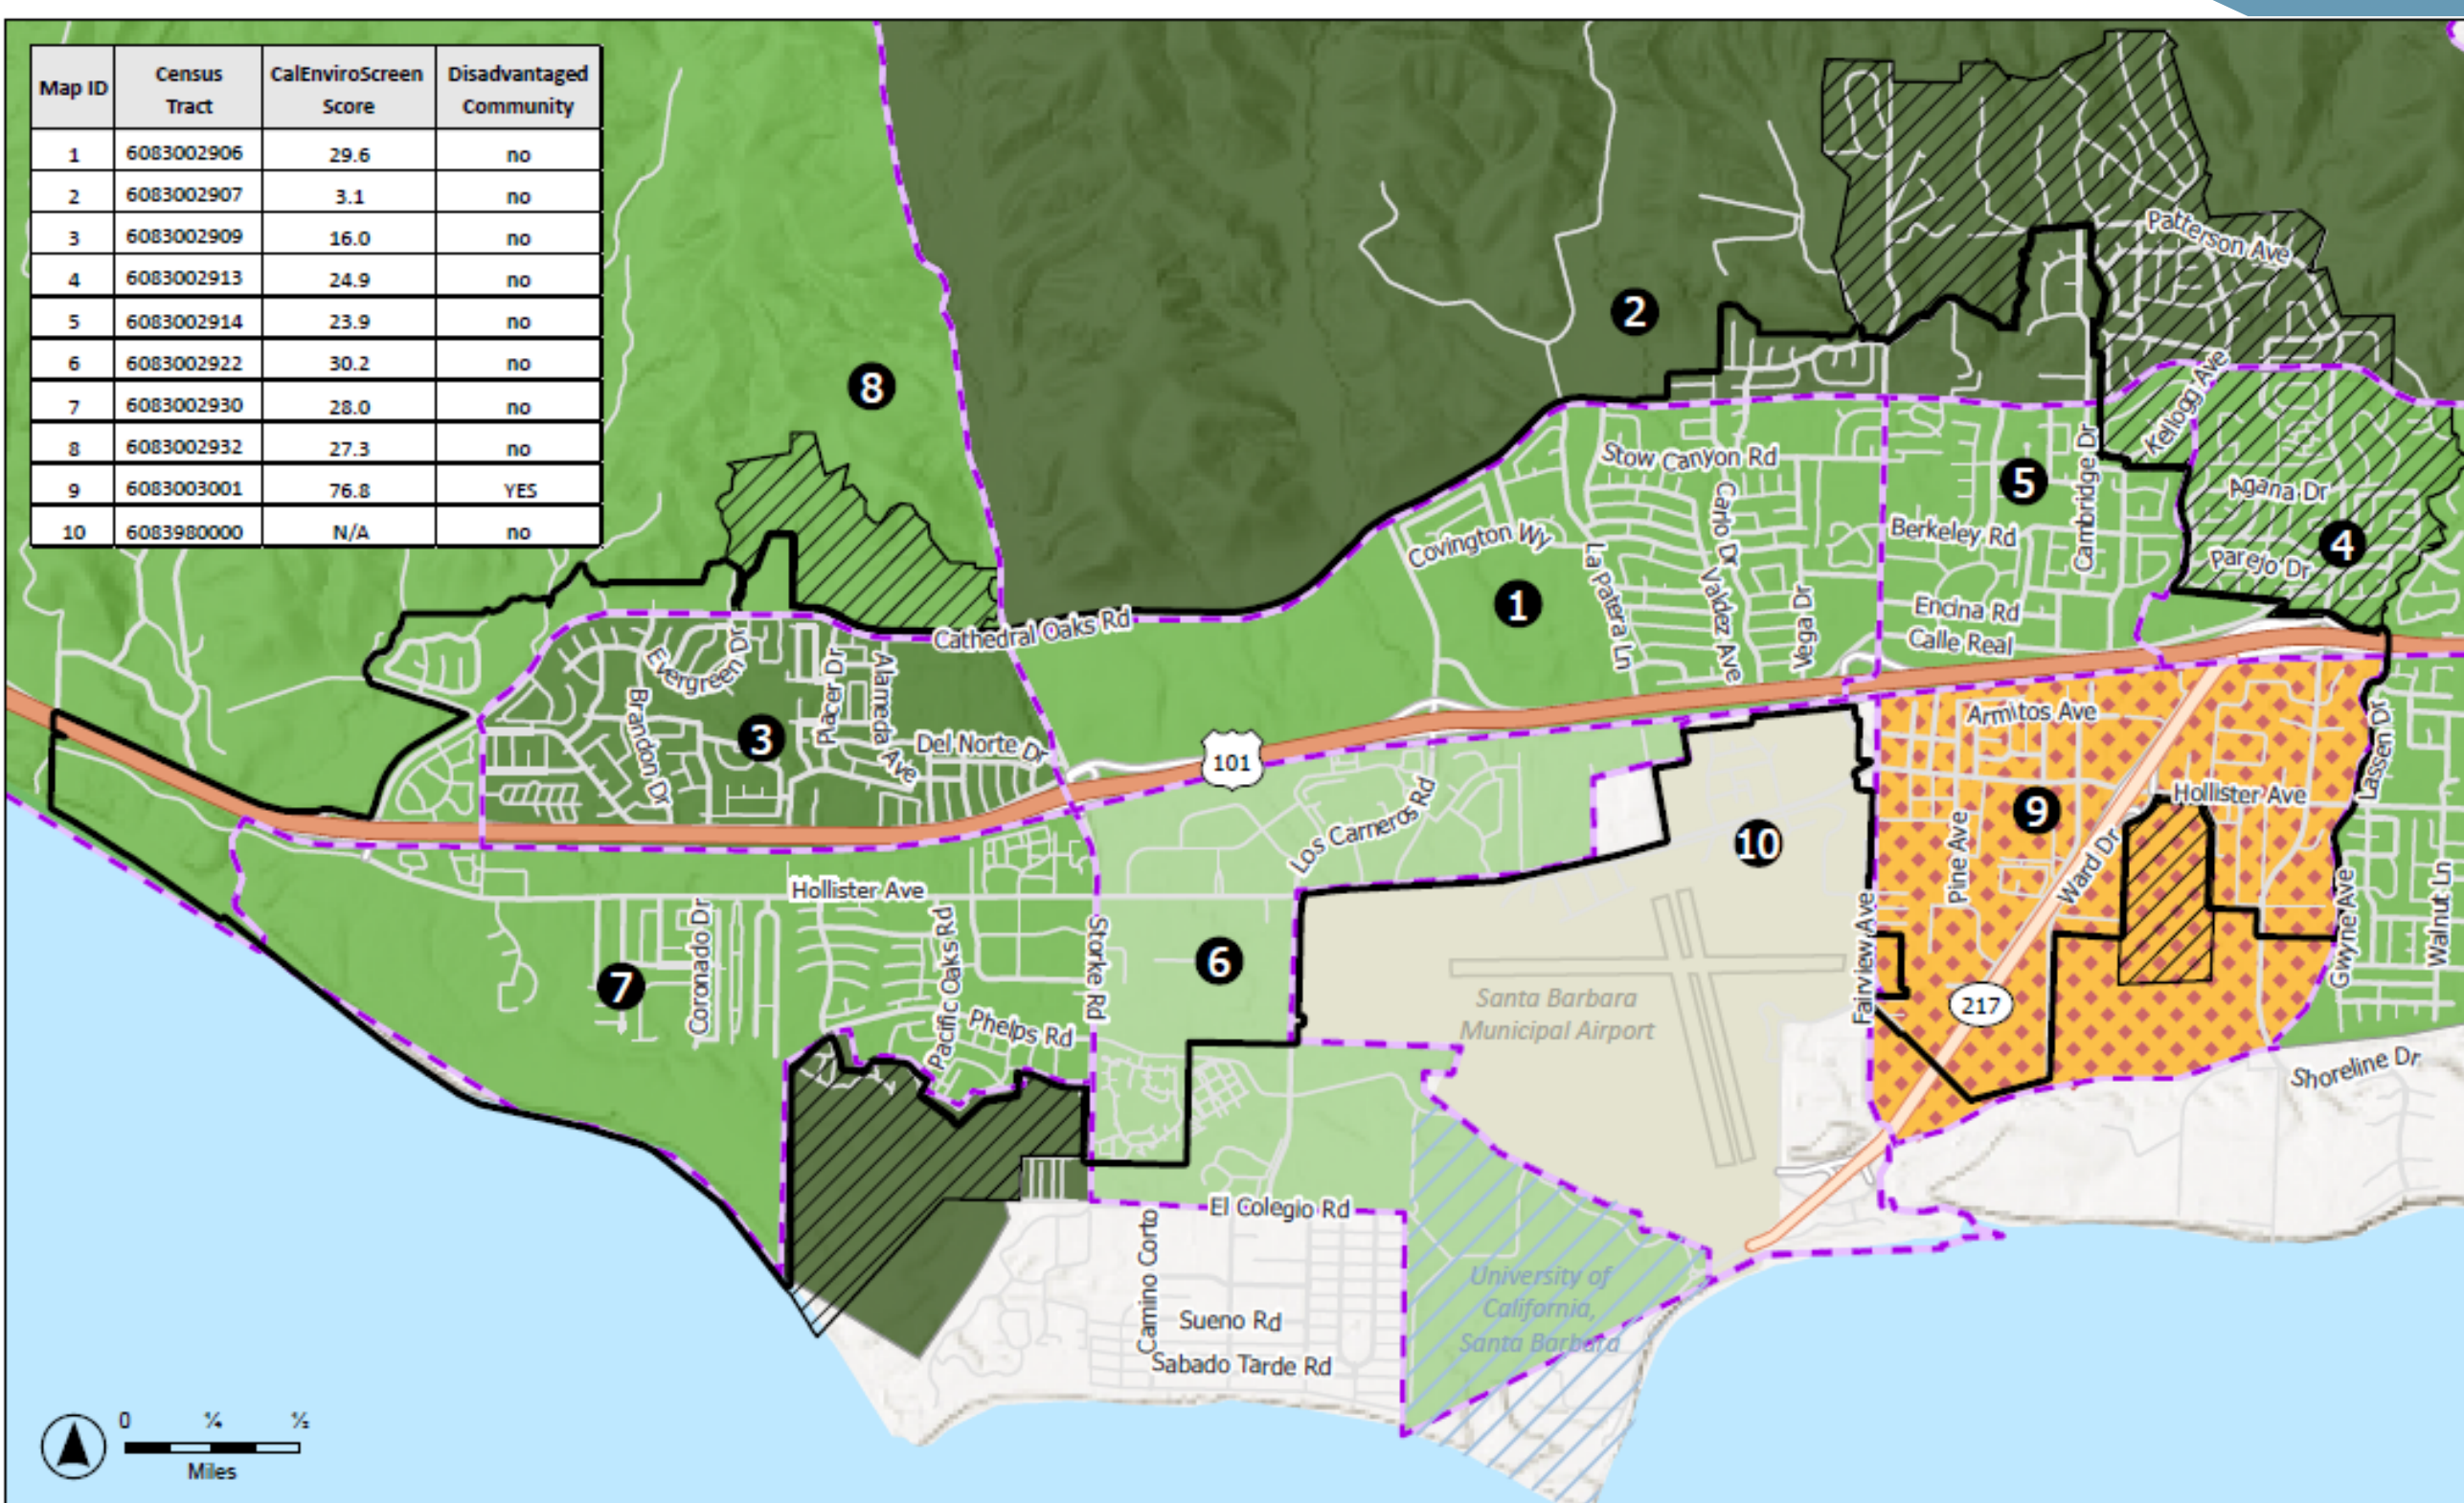 Map ID | Census Tract | CalEnviroScreen Score | Disadvantaged Community
1 | 6083002906 | 29.6 | no
2 | 6083002907 | 3.1 | no
3 | 6083002909 | 16.0 | no
4 | 6083002913 | 24.9 | no
5 | 6083002914 | 23.9 | no
6 | 6083002922 | 30.2 | no
7 | 6083002930 | 28.0 | no
8 | 6083002932 | 27.3 | no
9 | 6083003001 | 76.8 | YES
10 | 6083980000 | N/A | no
2
Patterson Ave
8
Kellogg Ave
Stow Canyon Rd
5
Cambridge Dr
Agana Dr
Covington Wy
Cario Dr
Berkeley Rd
4
Parejo Dr
La Patera Ln
1
Valdez Ave
Vega Dr
Encina Rd
Calle Real
Cathedral Oaks Rd
Evergreen Dr
Brandon Dr
Placer Dr
Alameda Ave
3
Del Norte Dr
101
Armitos Ave
Lassen Dr
Hollister Ave
Los Carneros Rd
10
9
Pine Ave
Ward Dr
Hollister Ave
7
Coronado Dr
Pacific Oaks Rd
Storke Rd
6
Fairview Ave
Gwyne Ave
Walnut Ln
Santa Barbara
Municipal Airport
217
Phelps Rd
Shoreline Dr
El Colegio Rd
Camino Corto
University of
California,
Santa Barbara
Sueno Rd
Sabado Tarde Rd
0 ¼ ½
Miles